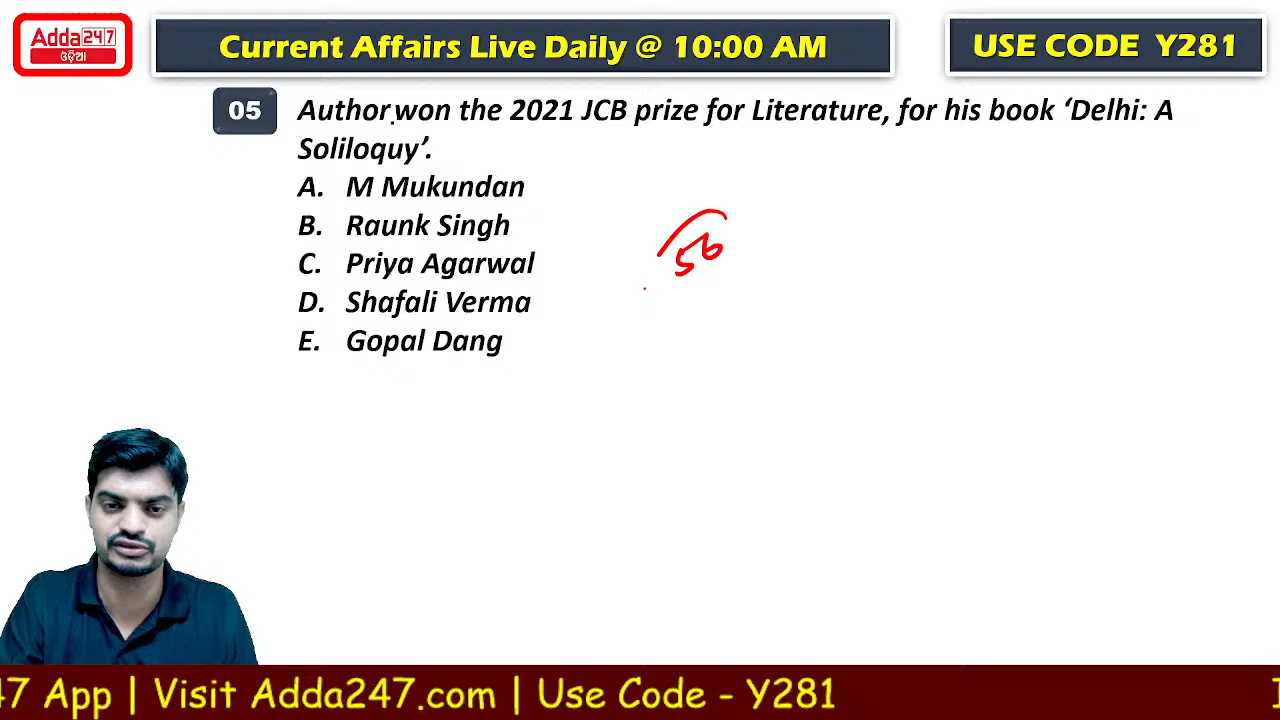 Adda247
ଓଡ଼ିଆ
Current Affairs Live Daily @ 10:00 AM
USE CODE Y281
05
Author won the 2021 JCB prize for Literature, for his book ‘Delhi: A
Soliloquy’.
A. M Mukundan
B. Raunk Singh
C. Priya Agarwal
D. Shafali Verma
E. Gopal Dang
56
47 App | Visit Adda247.com | Use Code - Y281